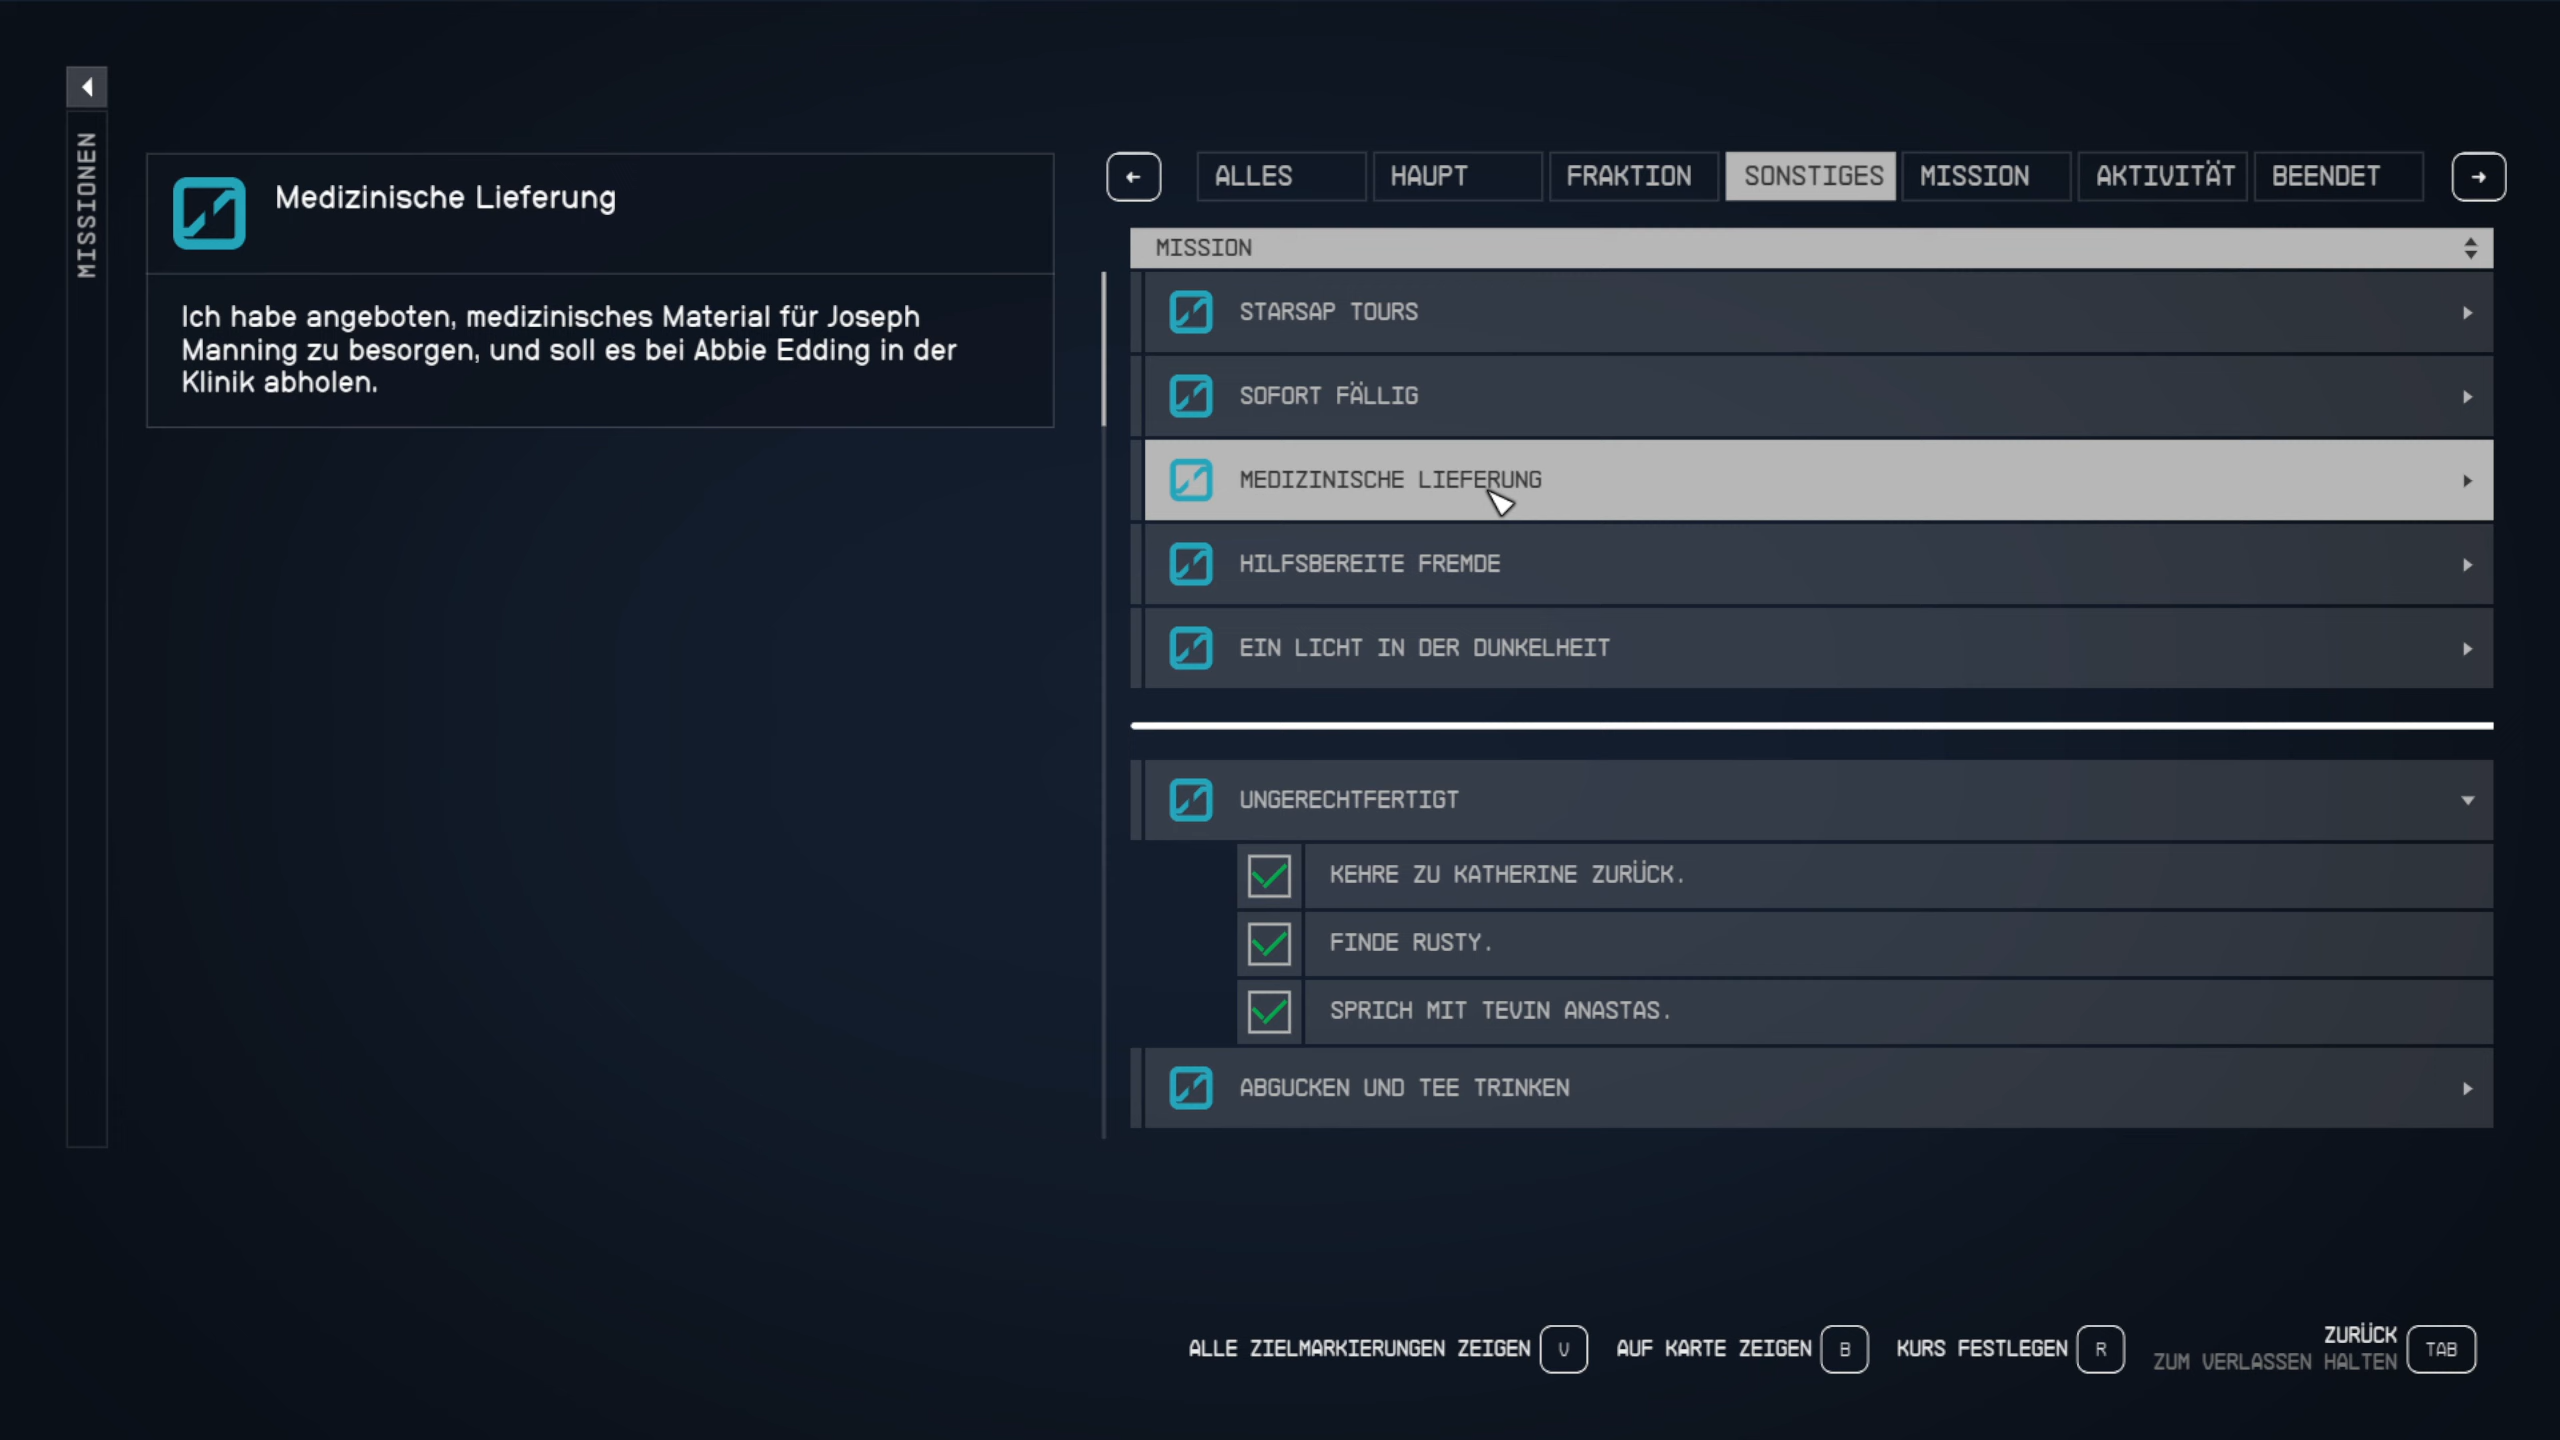 MISSIONEN
Medizinische Lieferung
Ich habe angeboten, medizinisches Material für Joseph
Manning zu besorgen, und soll es bei Abbie Edding in der
Klinik abholen.
ALLES
HAUPT
FRAKTION
SONSTIGES
MISSION
AKTIVITÄT
BEENDET
MISSION
STARSAP TOURS
SOFORT FÄLLIG
MEDIZINISCHE LIEFERUNG
HILFSBEREITE FREMDE
EIN LICHT IN DER DUNKELHEIT
UNGERECHTFERTIGT
KEHRE ZU KATHERINE ZURÜCK.
FINDE RUSTY.
SPRICH MIT TEVIN ANASTAS.
ABGUCKEN UND TEE TRINKEN
ALLE ZIELMARKIERUNGEN ZEIGEN V
AUF KARTE ZEIGEN B
KURS FESTLEGEN R
ZURÜCK
ZUM VERLASSEN HALTEN
TAB